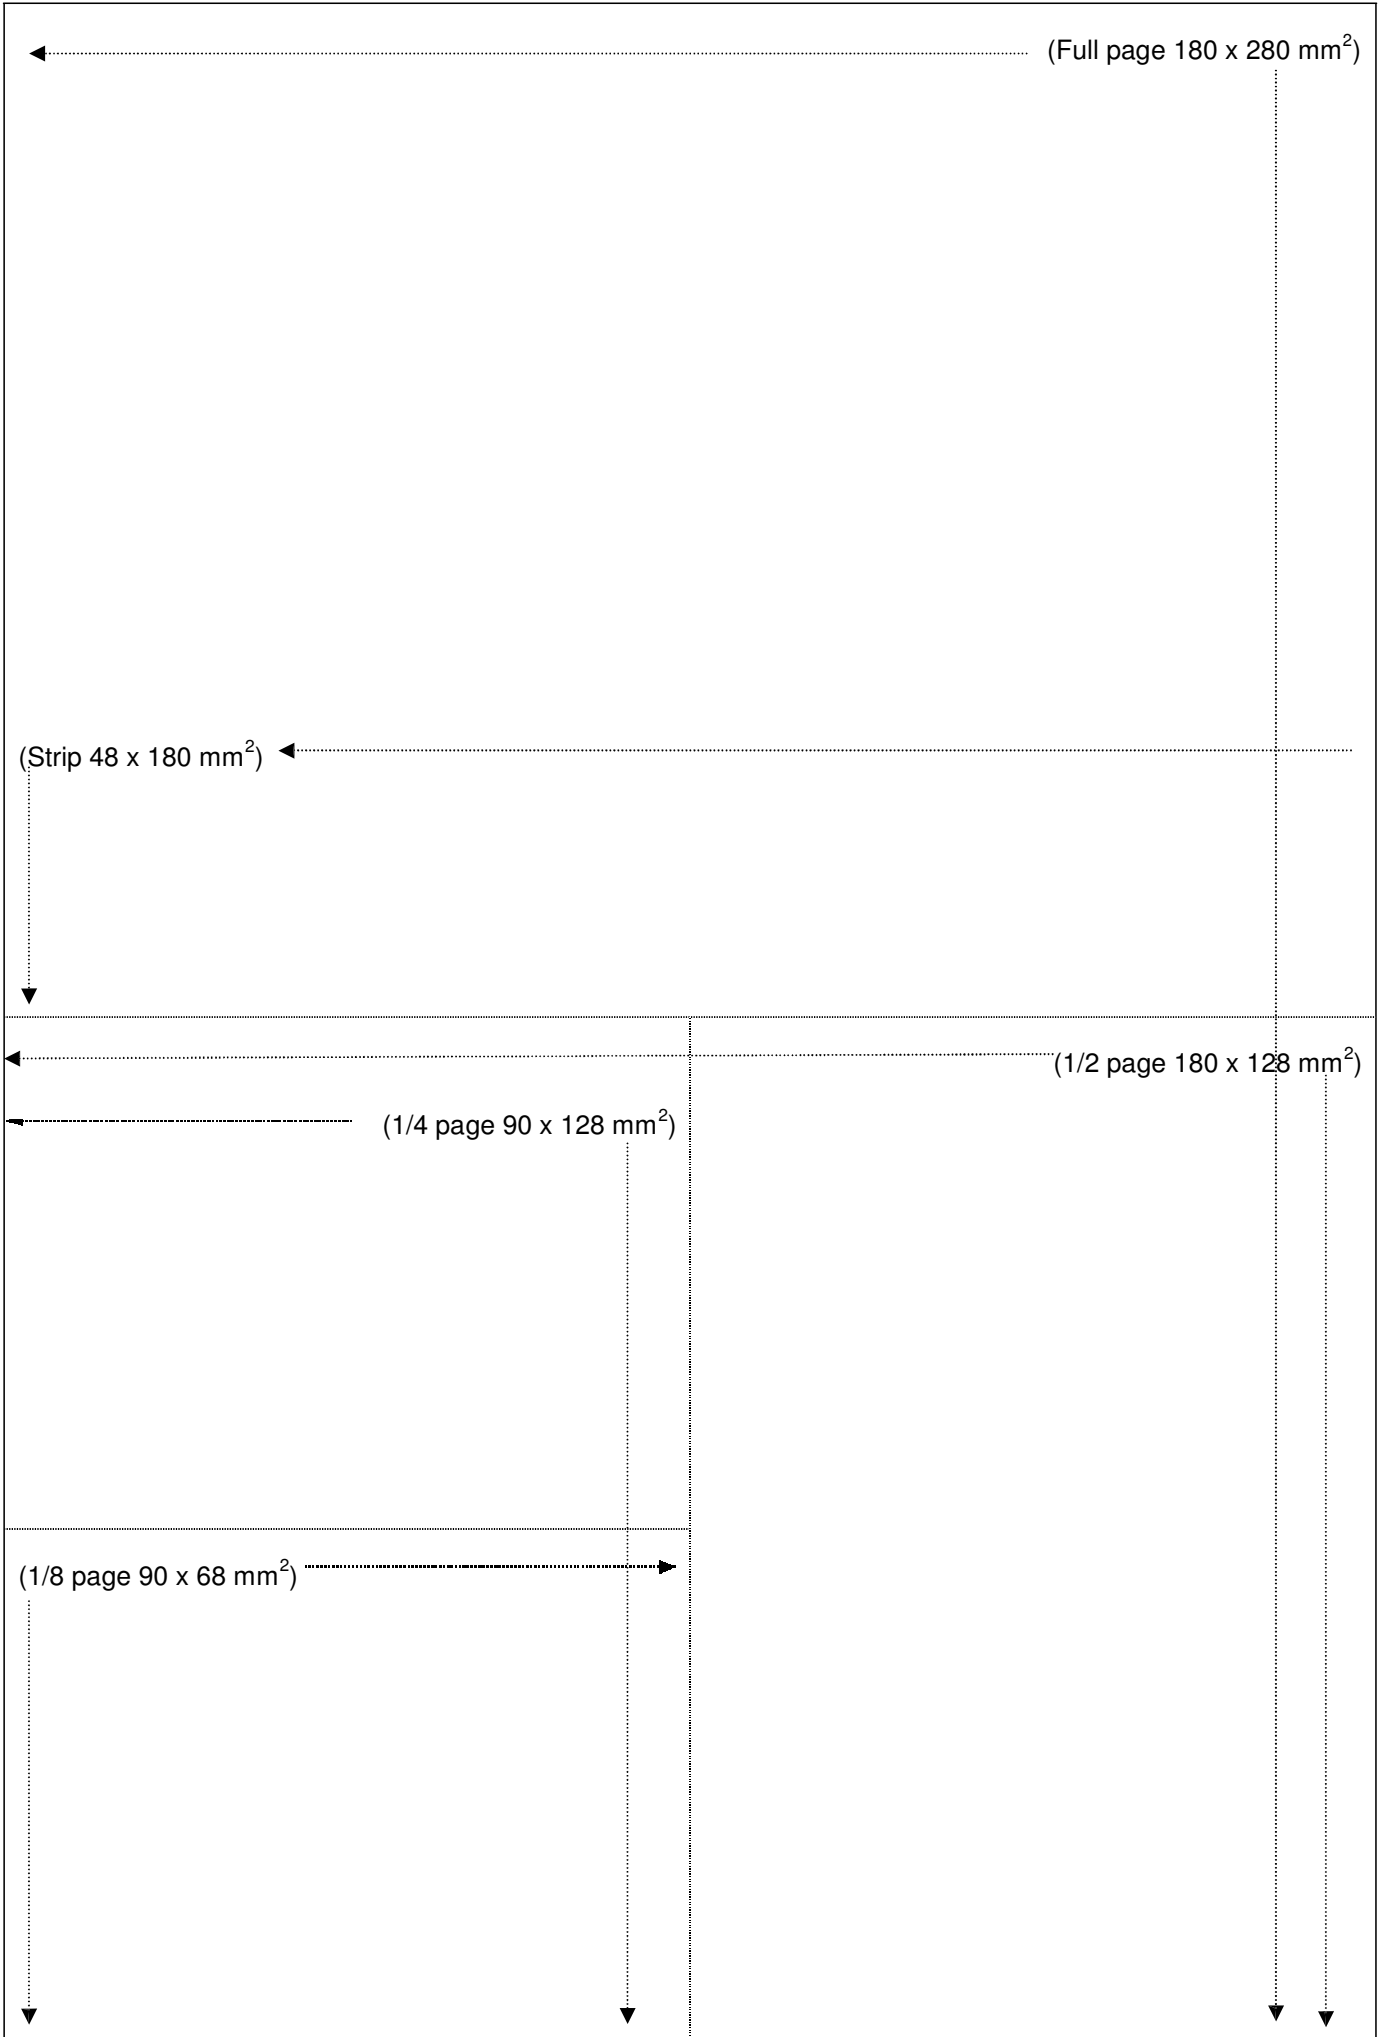 (Full page 180 x 280 mm²)
(Strip 48 x 180 mm²)
(1/2 page 180 x 128 mm²)
(1/4 page 90 x 128 mm²)
(1/8 page 90 x 68 mm²)